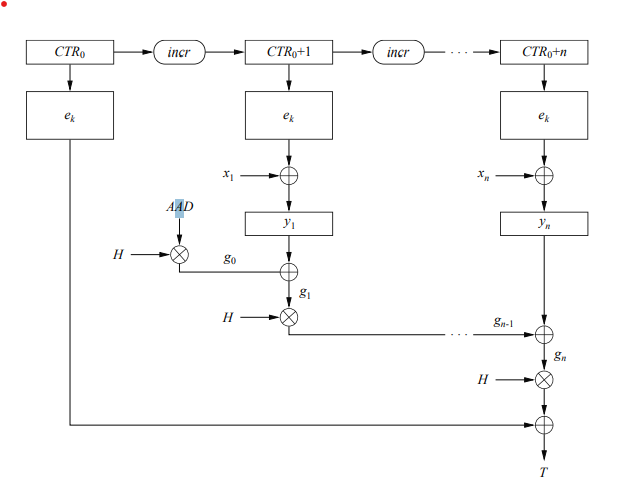 CTR₀ incr CTR₀+1 incr · · · CTR₀+n
eₖ eₖ eₖ
x₁ xₙ
AAD
y₁ yₙ
H g₀
g₁
H gₙ₋₁
· · ·
gₙ
H
T